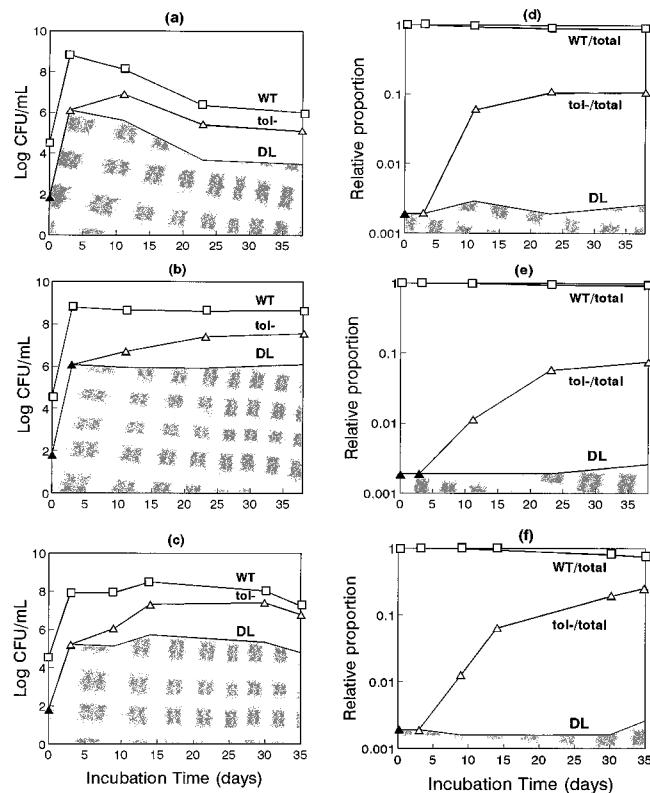 (a)
Log CFU/mL
10
8
6
4
2
0
WT
tol-
DL
0 5 10 15 20 25 30 35
(d)
Relative proportion
1
0.1
0.01
0.001
WT/total
tol-/total
DL
0 5 10 15 20 25 30 35
(b)
Log CFU/mL
10
8
6
4
2
0
WT
tol-
DL
0 5 10 15 20 25 30 35
(e)
Relative proportion
1
0.1
0.01
0.001
WT/total
tol-/total
DL
0 5 10 15 20 25 30 35
(c)
Log CFU/mL
10
8
6
4
2
0
WT
tol-
DL
0 5 10 15 20 25 30 35
Incubation Time (days)
(f)
Relative proportion
1
0.1
0.01
0.001
WT/total
tol-/total
DL
0 5 10 15 20 25 30 35
Incubation Time (days)